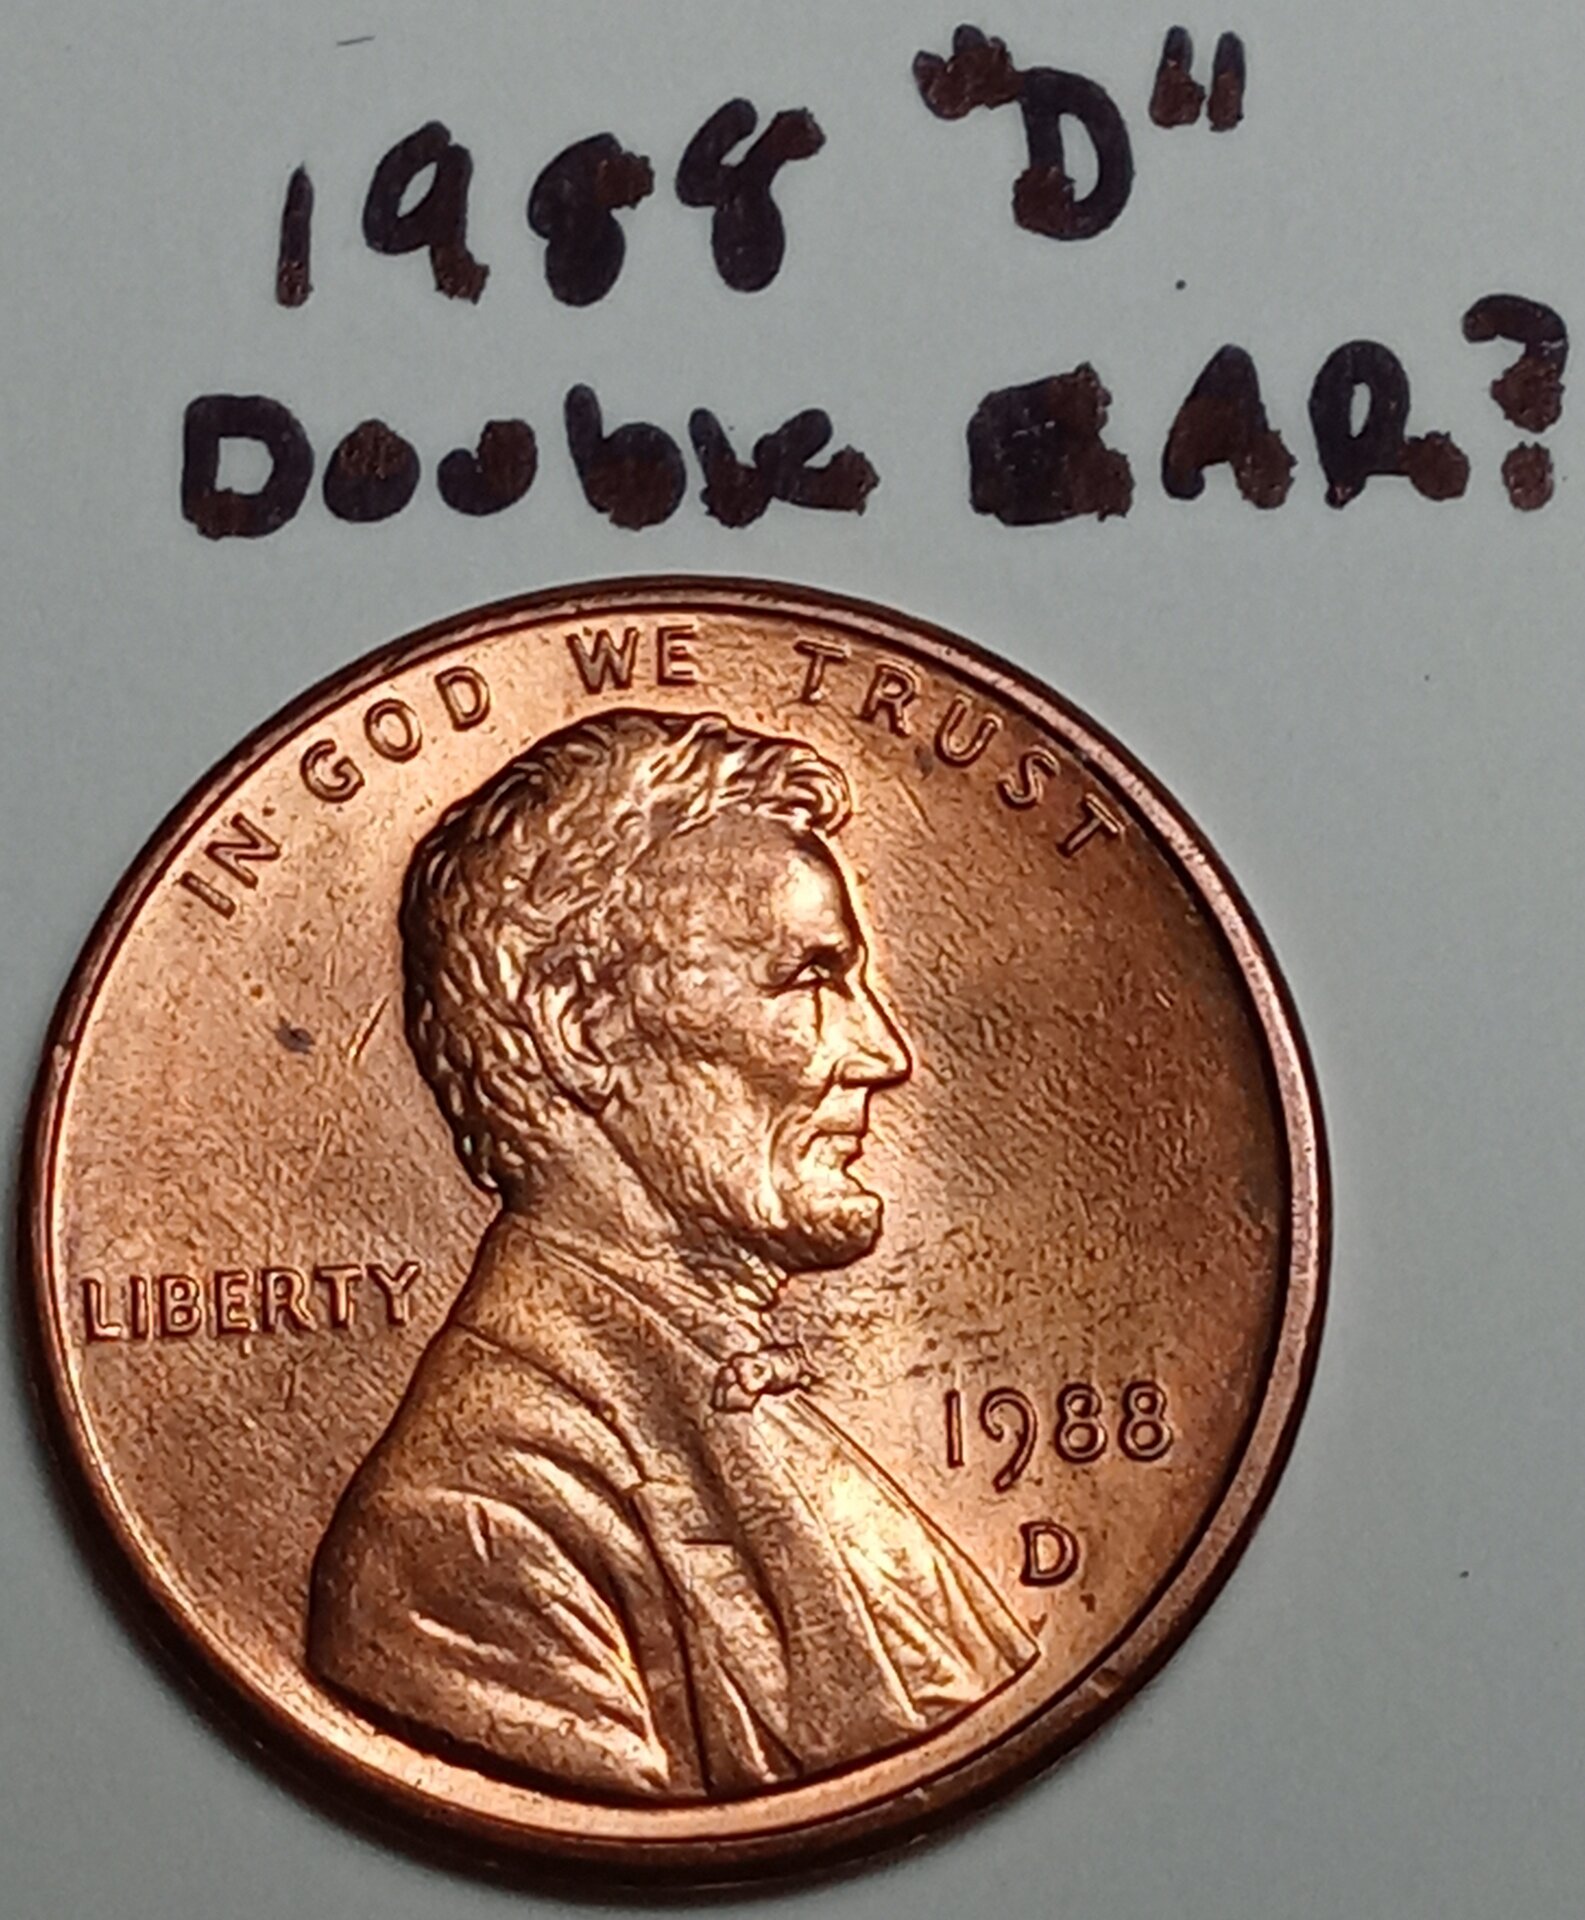 1988 "D"
Double EAR?
IN GOD WE TRUST
LIBERTY
1988
D